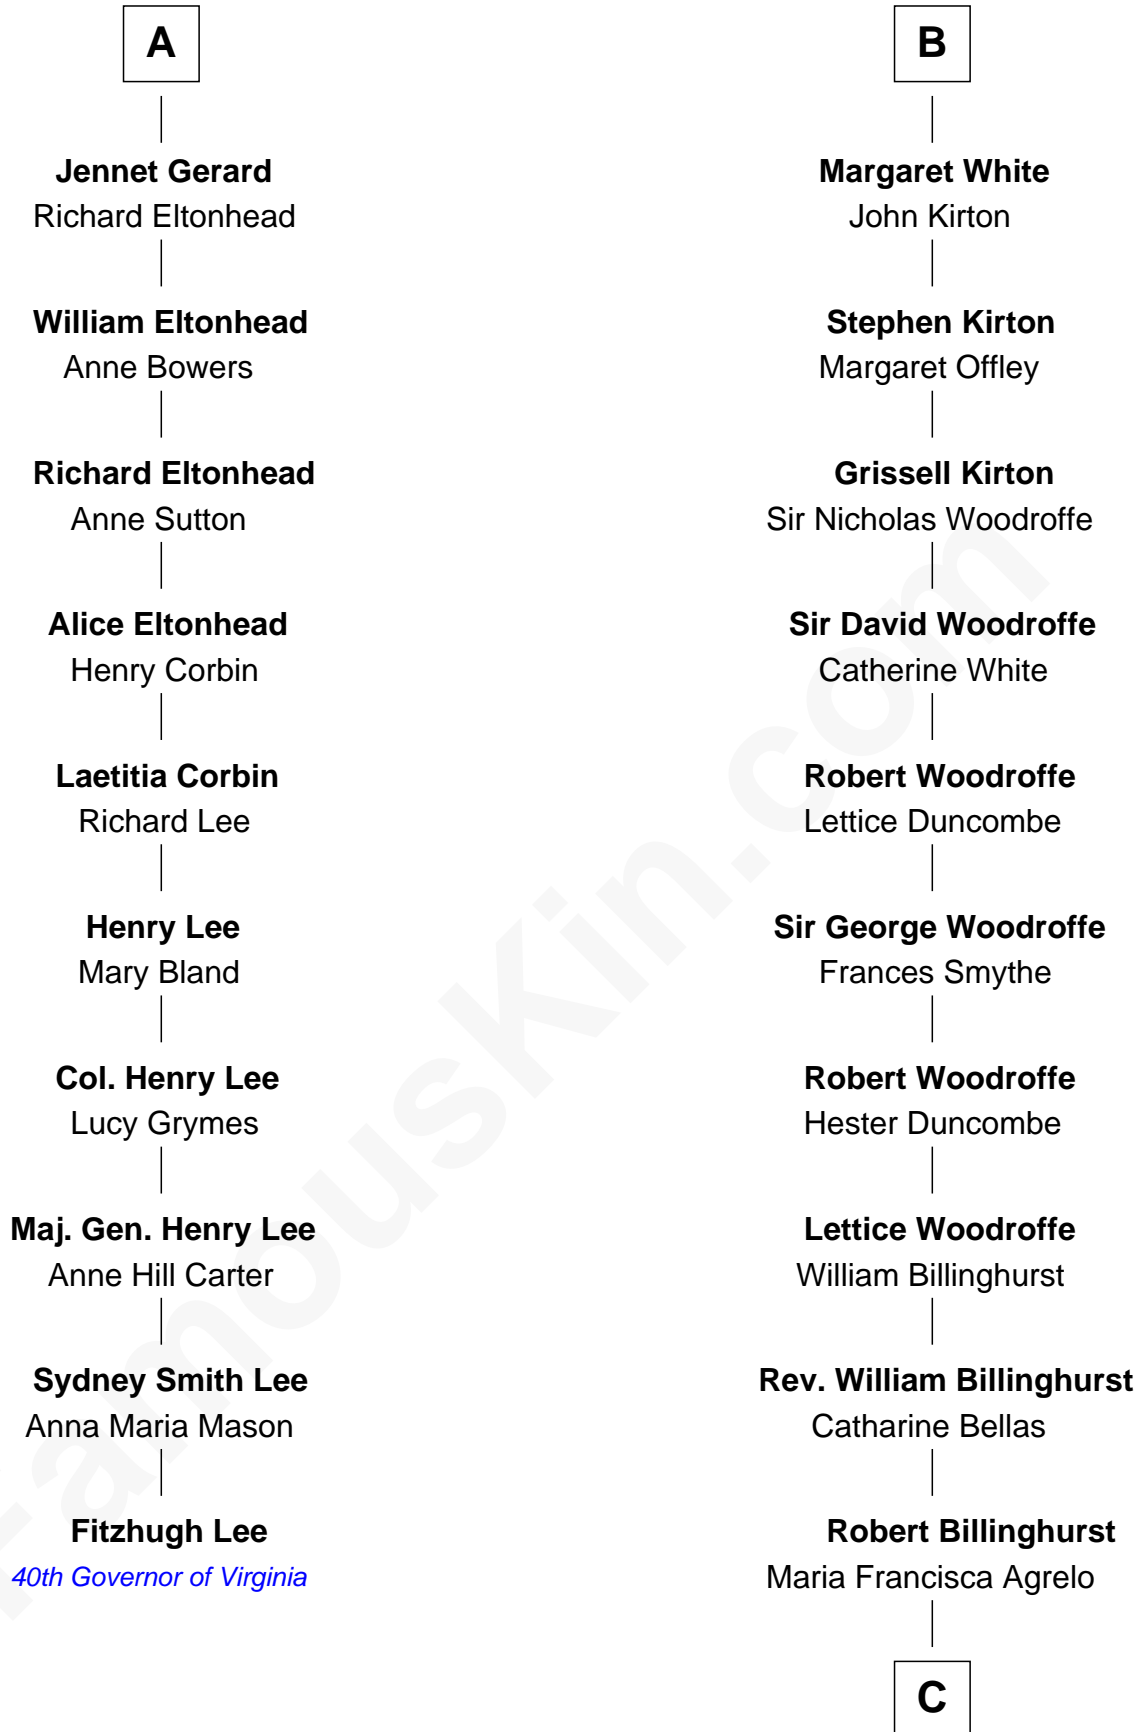 A
Jennet Gerard
Richard Eltonhead
William Eltonhead
Anne Bowers
Richard Eltonhead
Anne Sutton
Alice Eltonhead
Henry Corbin
Laetitia Corbin
Richard Lee
Henry Lee
Mary Bland
Col. Henry Lee
Lucy Grymes
Maj. Gen. Henry Lee
Anne Hill Carter
Sydney Smith Lee
Anna Maria Mason
Fitzhugh Lee
40th Governor of Virginia
B
Margaret White
John Kirton
Stephen Kirton
Margaret Offley
Grissell Kirton
Sir Nicholas Woodroffe
Sir David Woodroffe
Catherine White
Robert Woodroffe
Lettice Duncombe
Sir George Woodroffe
Frances Smythe
Robert Woodroffe
Hester Duncombe
Lettice Woodroffe
William Billinghurst
Rev. William Billinghurst
Catharine Bellas
Robert Billinghurst
Maria Francisca Agrelo
C
FamousKin.com